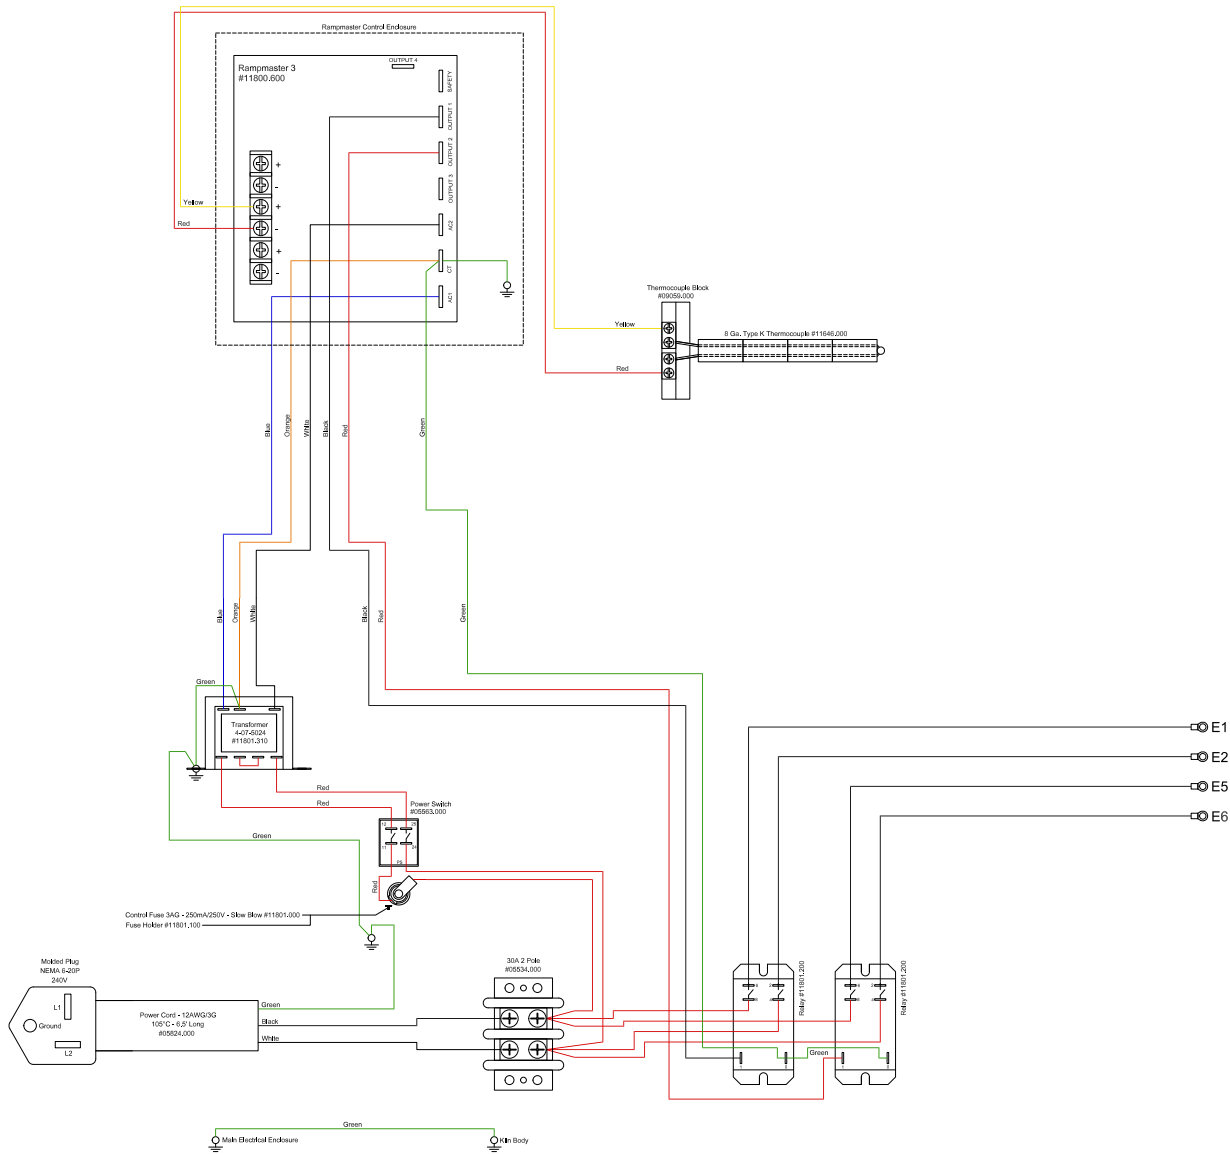 Rampmaster Control Enclosure
Rampmaster 3
#11800.600
OUTPUT 4
SAFETY
OUTPUT 1
OUTPUT 2
OUTPUT 3
AC2
CT
AC1
+
-
+
-
+
-
Yellow
Red
Thermocouple Block
#09059.000
Yellow
Red
8 Ga. Type K Thermocouple #11646.000
Blue
Orange
White
Black
Red
Green
Blue
Orange
White
Black
Red
Green
Green
Transformer
4-07-5024
#11801.310
Red
Red
Power Switch
#05563.000
Green
Red
Control Fuse 3AG - 250mA/250V - Slow Blow #11801.000
Fuse Holder #11801.100
Molded Plug
NEMA 6-20P
240V
L1
Ground
L2
Power Cord - 12AWG/3G
105°C - 6,5' Long
#05824.000
Green
Black
White
30A 2 Pole
#05534.000
Relay #11801.200
Relay #11801.200
Green
E1
E2
E5
E6
Green
Main Electrical Enclosure
Kiln Body